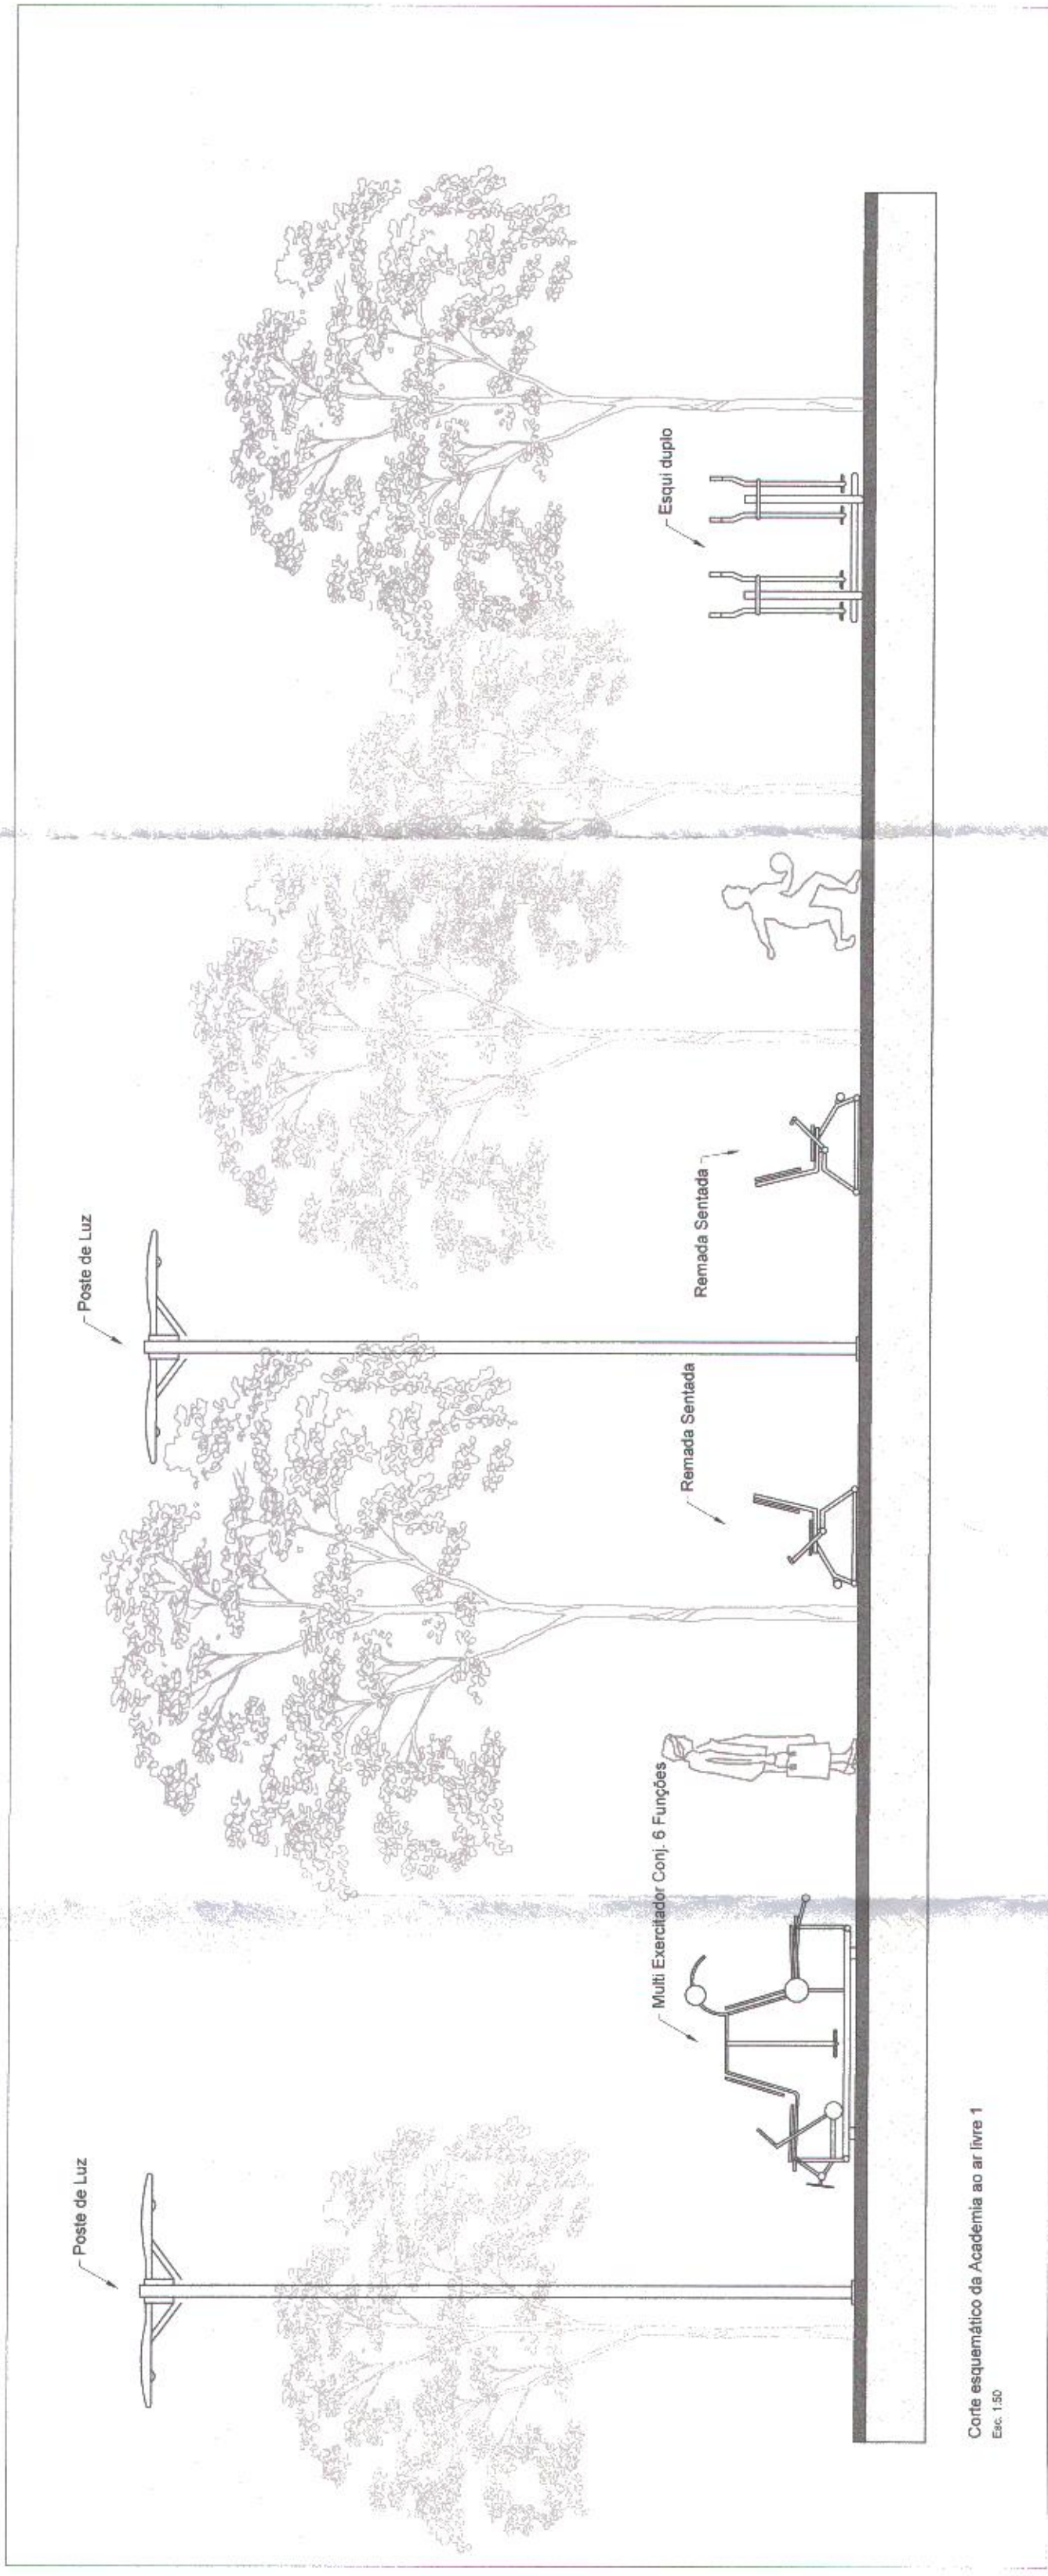 Poste de Luz
Poste de Luz
Multi Exercitador Conj. 6 Funções
Remada Sentada
Remada Sentada
Esqui duplo
Corte esquemático da Academia ao ar livre 1
Esc. 1:50